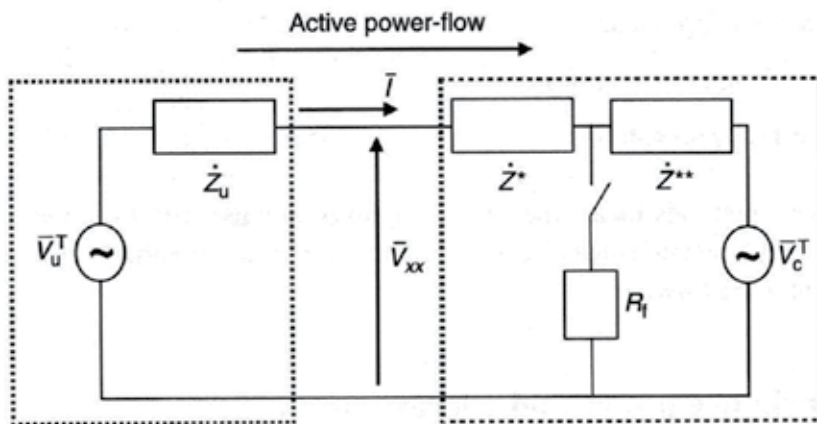 Active power-flow
Ī
Ż_u
Ż*
Ż**
V̄_u^T
V̄_xx
V̄_c^T
R_f